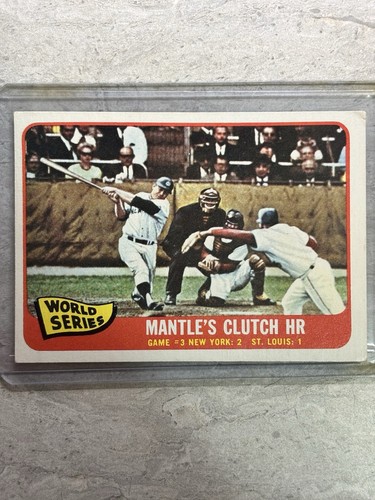 WORLD
SERIES
MANTLE'S CLUTCH HR
GAME #3 NEW YORK: 2 ST. LOUIS: 1